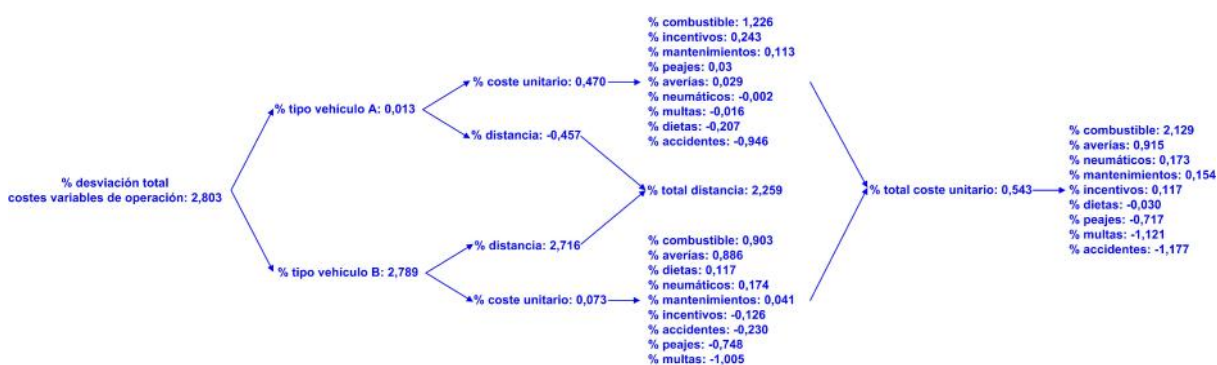 % desviación total
costes variables de operación: 2,803
% tipo vehículo A: 0,013
% tipo vehículo B: 2,789
% coste unitario: 0,470
% distancia: -0,457
% distancia: 2,716
% coste unitario: 0,073
% combustible: 1,226
% incentivos: 0,243
% mantenimientos: 0,113
% peajes: 0,03
% averías: 0,029
% neumáticos: -0,002
% multas: -0,016
% dietas: -0,207
% accidentes: -0,946
% total distancia: 2,259
% combustible: 0,903
% averías: 0,886
% dietas: 0,117
% neumáticos: 0,174
% mantenimientos: 0,041
% incentivos: -0,126
% accidentes: -0,230
% peajes: -0,748
% multas: -1,005
% total coste unitario: 0,543
% combustible: 2,129
% averías: 0,915
% neumáticos: 0,173
% mantenimientos: 0,154
% incentivos: 0,117
% dietas: -0,030
% peajes: -0,717
% multas: -1,121
% accidentes: -1,177